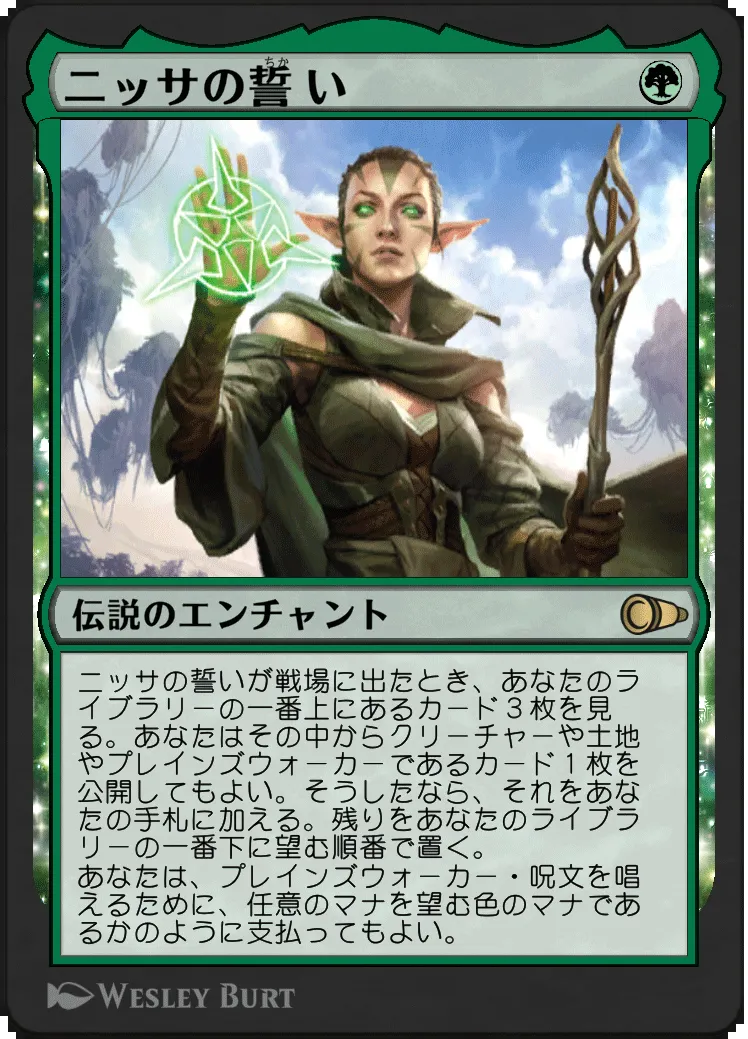 ニッサの誓い
ちか
伝説のエンチャント
ニッサの誓いが戦場に出たとき、あなたのラ
イブラリーの一番上にあるカード３枚を見
る。あなたはその中からクリーチャーや土地
やプレインズウォーカーであるカード１枚を
公開してもよい。そうしたなら、それをあな
たの手札に加える。残りをあなたのライブラ
リーの一番下に望む順番で置く。
あなたは、プレインズウォーカー・呪文を唱
えるために、任意のマナを望む色のマナであ
るかのように支払ってもよい。
WESLEY BURT